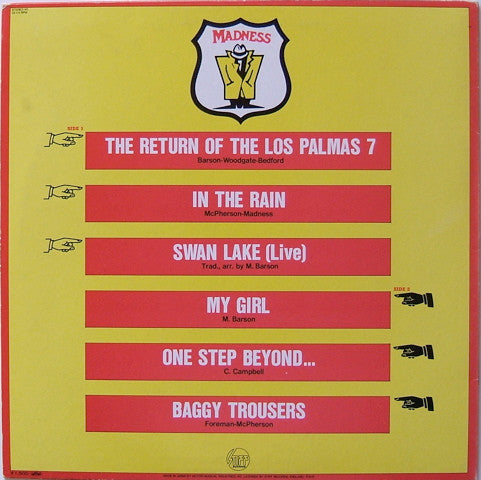 MADNESS
SIDE 1
THE RETURN OF THE LOS PALMAS 7
Barson-Woodgate-Bedford
IN THE RAIN
McPherson-Madness
SWAN LAKE (Live)
Trad., arr. by M. Barson
SIDE 2
MY GIRL
M. Barson
ONE STEP BEYOND...
C. Campbell
BAGGY TROUSERS
Foreman-McPherson
STIFF